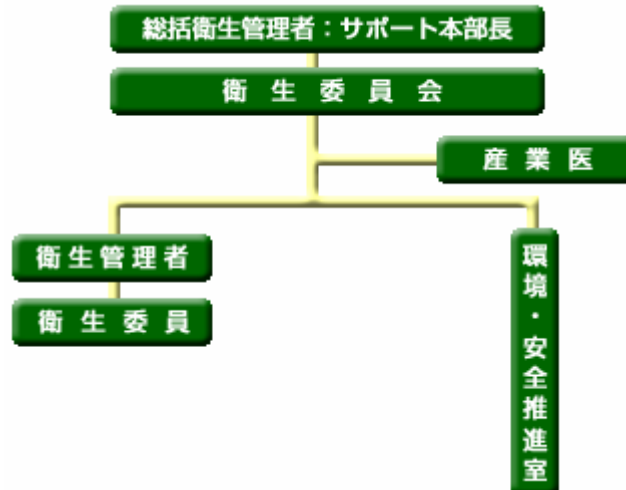 総括衛生管理者：サポート本部長
衛生委員会
産業医
衛生管理者
衛生委員
環境・安全推進室